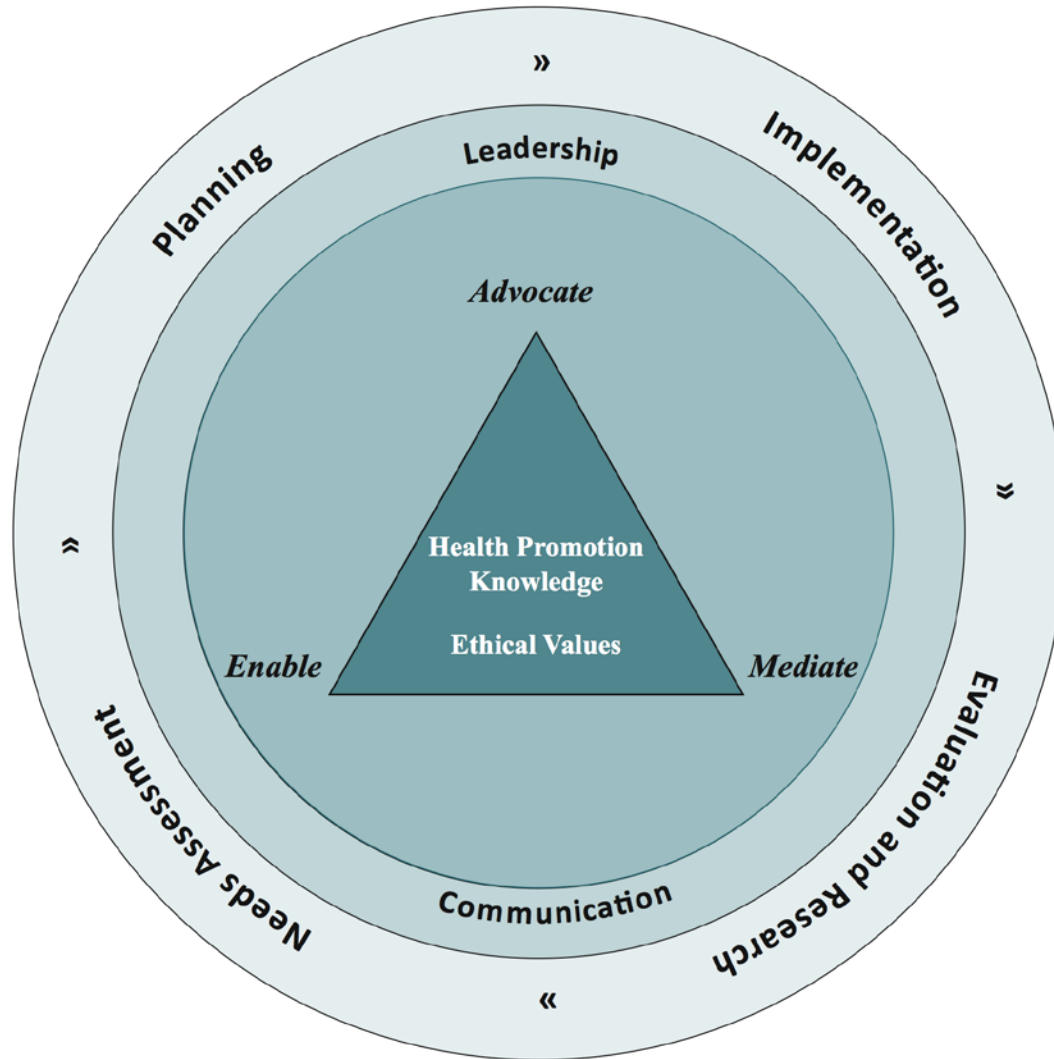 »
Planning
Implementation
Leadership
Advocate
»
Health Promotion
Knowledge
»
Ethical Values
Enable
Mediate
Needs Assessment
Evaluation and Research
Communication
»